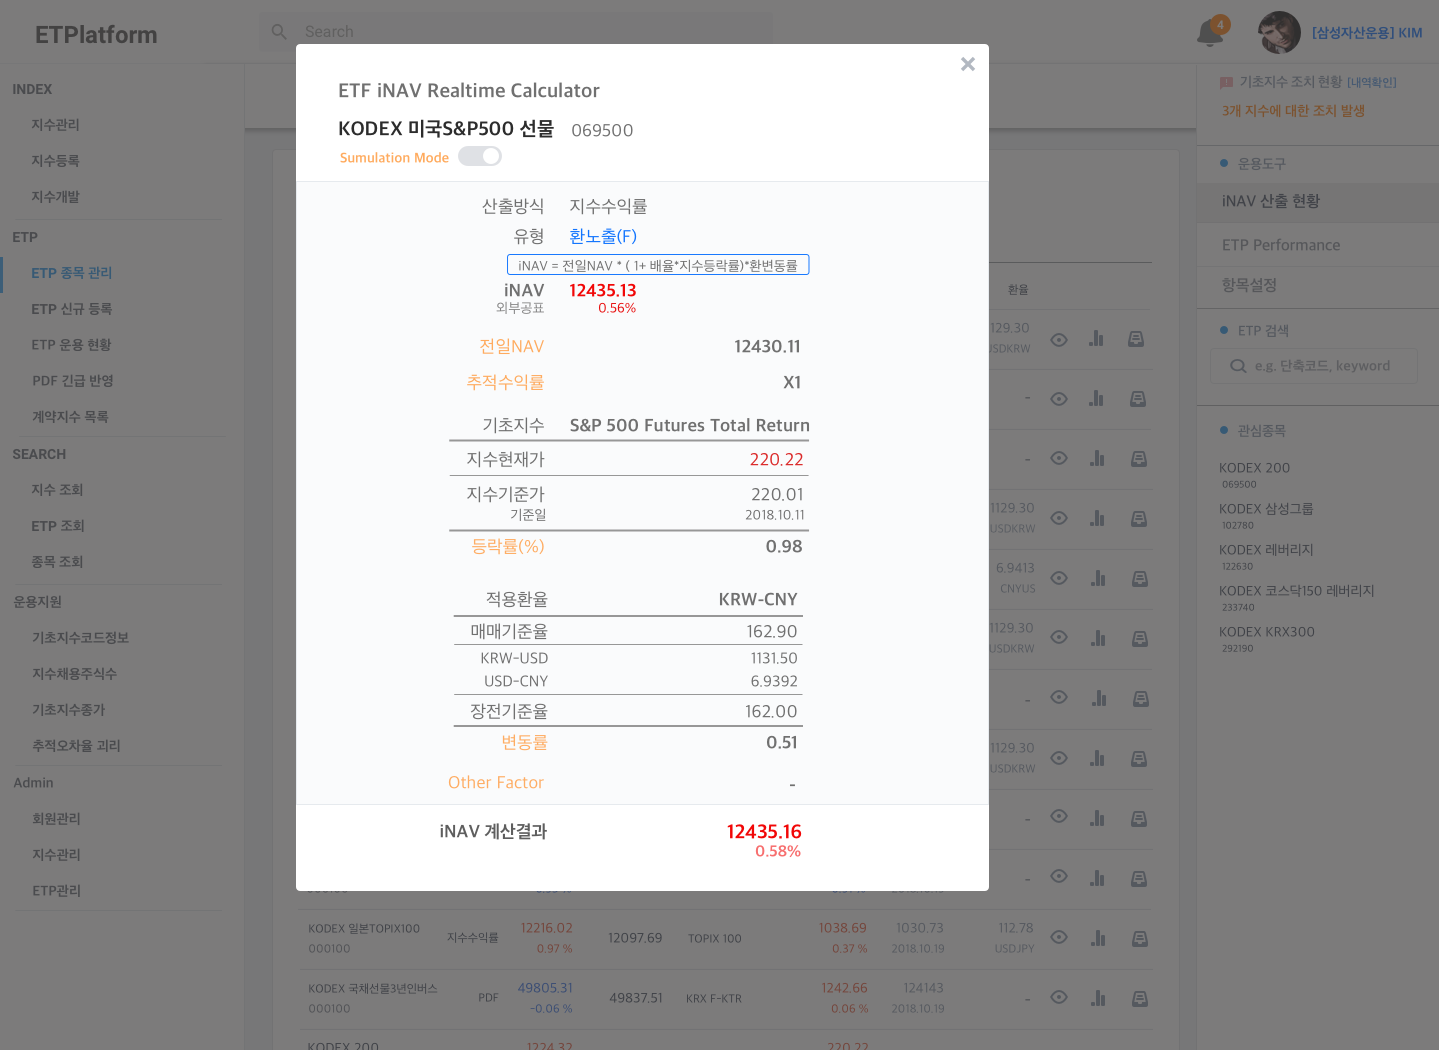 ETPlatform
Search
4
[삼성자산운용] KIM
INDEX
지수관리
지수등록
지수개발
ETP
ETP 종목 관리
ETP 신규 등록
ETP 운용 현황
PDF 긴급 반영
계약지수 목록
SEARCH
지수 조회
ETP 조회
종목 조회
운용지원
기초지수코드정보
지수채용주식수
기초지수종가
추적오차율 괴리
Admin
회원관리
지수관리
ETP관리
ETF iNAV Realtime Calculator
KODEX 미국S&P500 선물 069500
Sumulation Mode
산출방식 지수수익률
유형 환노출(F)
iNAV = 전일NAV * ( 1+ 배율*지수등락률)*환변동률
iNAV 12435.13
외부공표 0.56%
전일NAV 12430.11
추적수익률 X1
기초지수 S&P 500 Futures Total Return
지수현재가 220.22
지수기준가 220.01
기준일 2018.10.11
등락률(%) 0.98
적용환율 KRW-CNY
매매기준율 162.90
KRW-USD 1131.50
USD-CNY 6.9392
장전기준율 162.00
변동률 0.51
Other Factor -
iNAV 계산결과 12435.16
0.58%
환율
1129.30
USDKRW
-
-
1129.30
USDKRW
6.9413
CNYUS
1129.30
USDKRW
-
1129.30
USDKRW
-
-
KODEX 일본TOPIX100 지수수익률 12216.02 12097.69 TOPIX 100 1038.69 1030.73 112.78
000100 0.97 % 0.37 % 2018.10.19 USDJPY
KODEX 국채선물3년인버스 PDF 49805.31 49837.51 KRX F-KTR 1242.66 124143 -
000100 -0.06 % 0.06 % 2018.10.19
KODEX 200 1224.32 220.22
기초지수 조치 현황 [내역확인]
3개 지수에 대한 조치 발생
운용도구
iNAV 산출 현황
ETP Performance
항목설정
ETP 검색
e.g. 단축코드, keyword
관심종목
KODEX 200
069500
KODEX 삼성그룹
102780
KODEX 레버리지
122630
KODEX 코스닥150 레버리지
233740
KODEX KRX300
292190